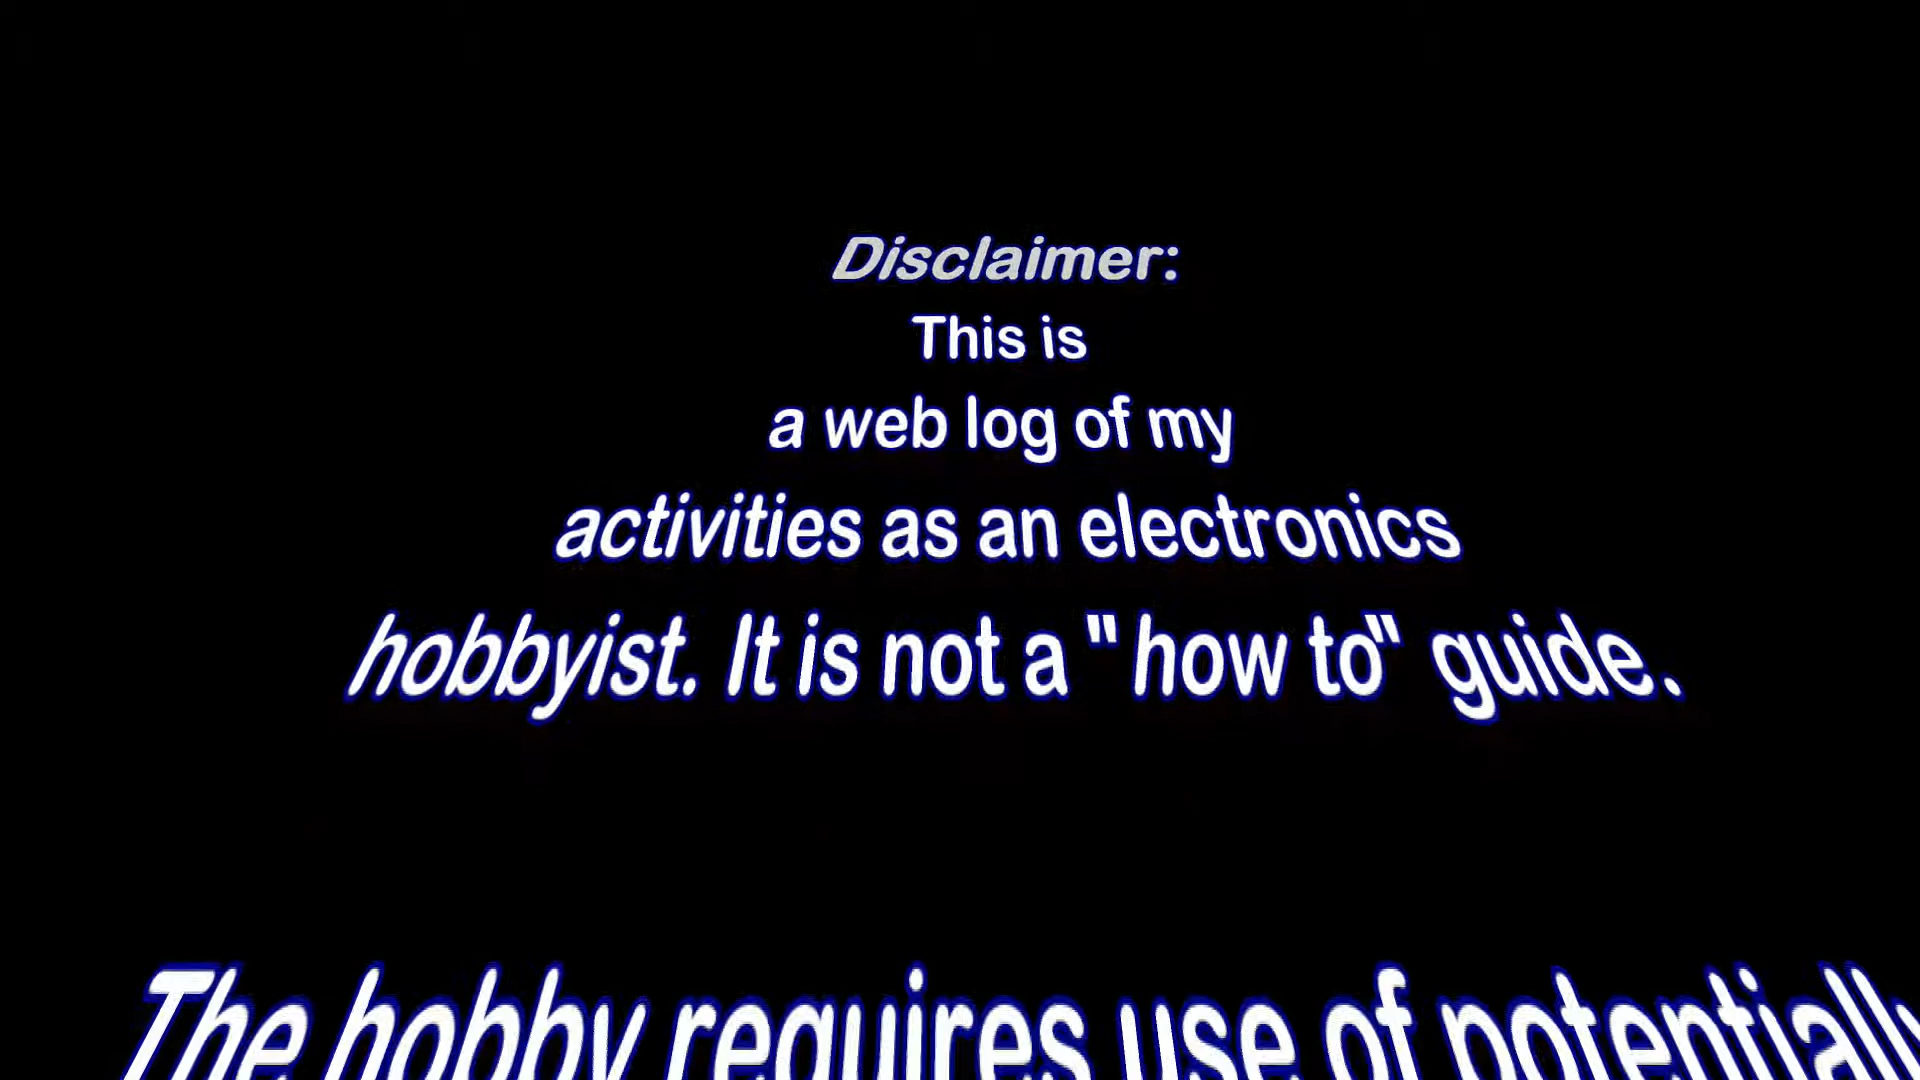 Disclaimer:
This is
a web log of my
activities as an electronics
hobbyist. It is not a "how to" guide.
The hobby requires use of potentially